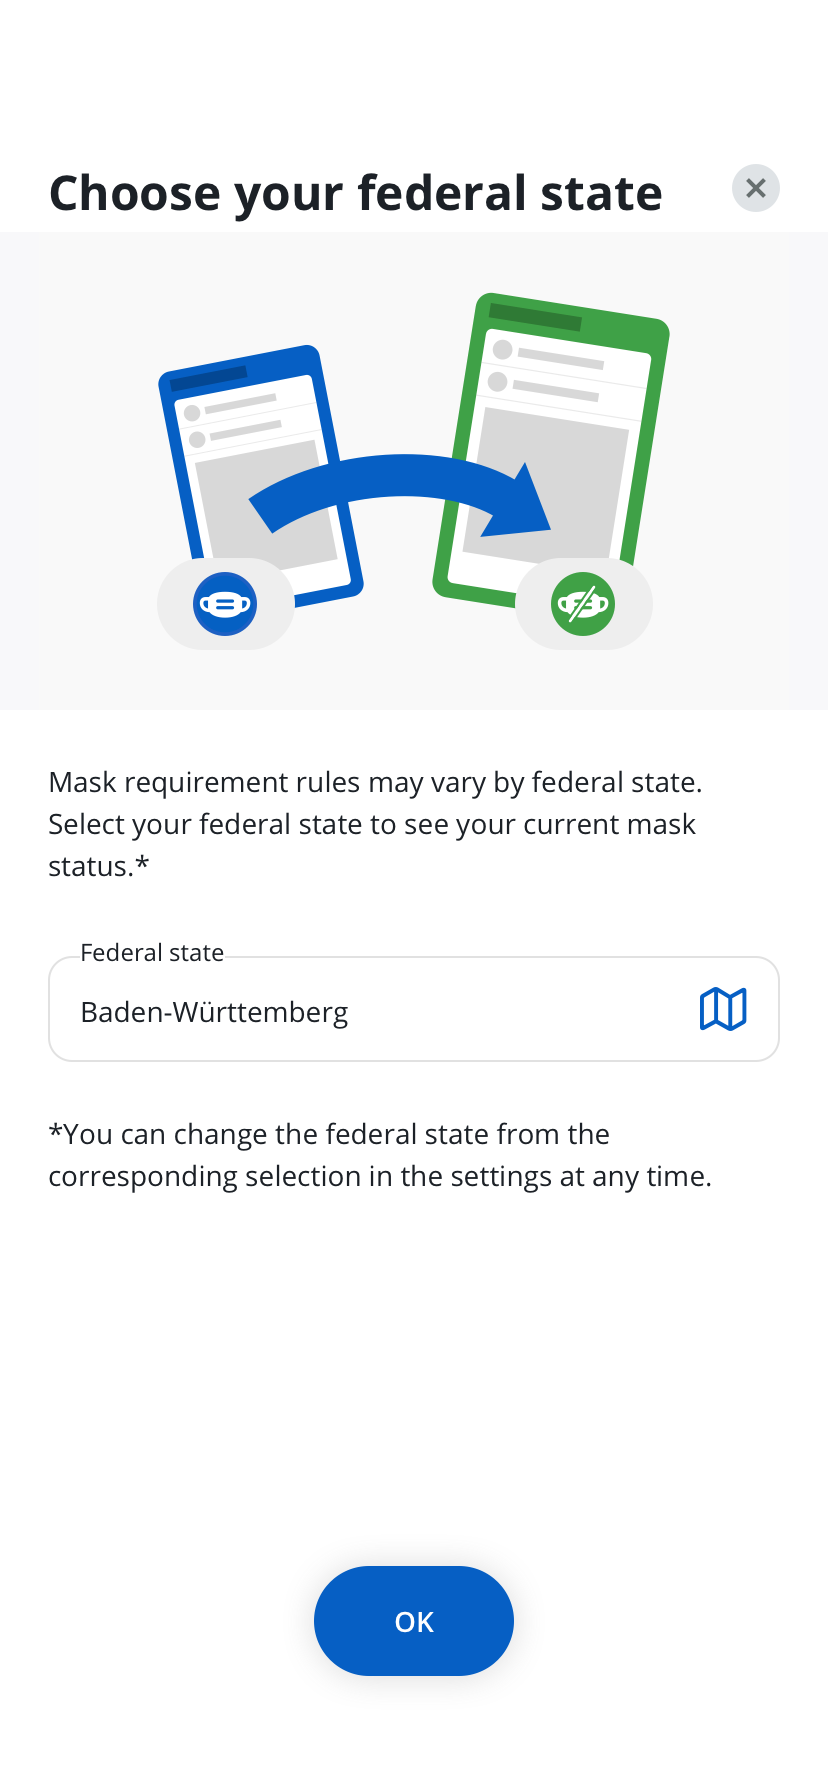 Choose your federal state
Mask requirement rules may vary by federal state.
Select your federal state to see your current mask
status.*
Federal state
Baden-Württemberg
*You can change the federal state from the
corresponding selection in the settings at any time.
OK